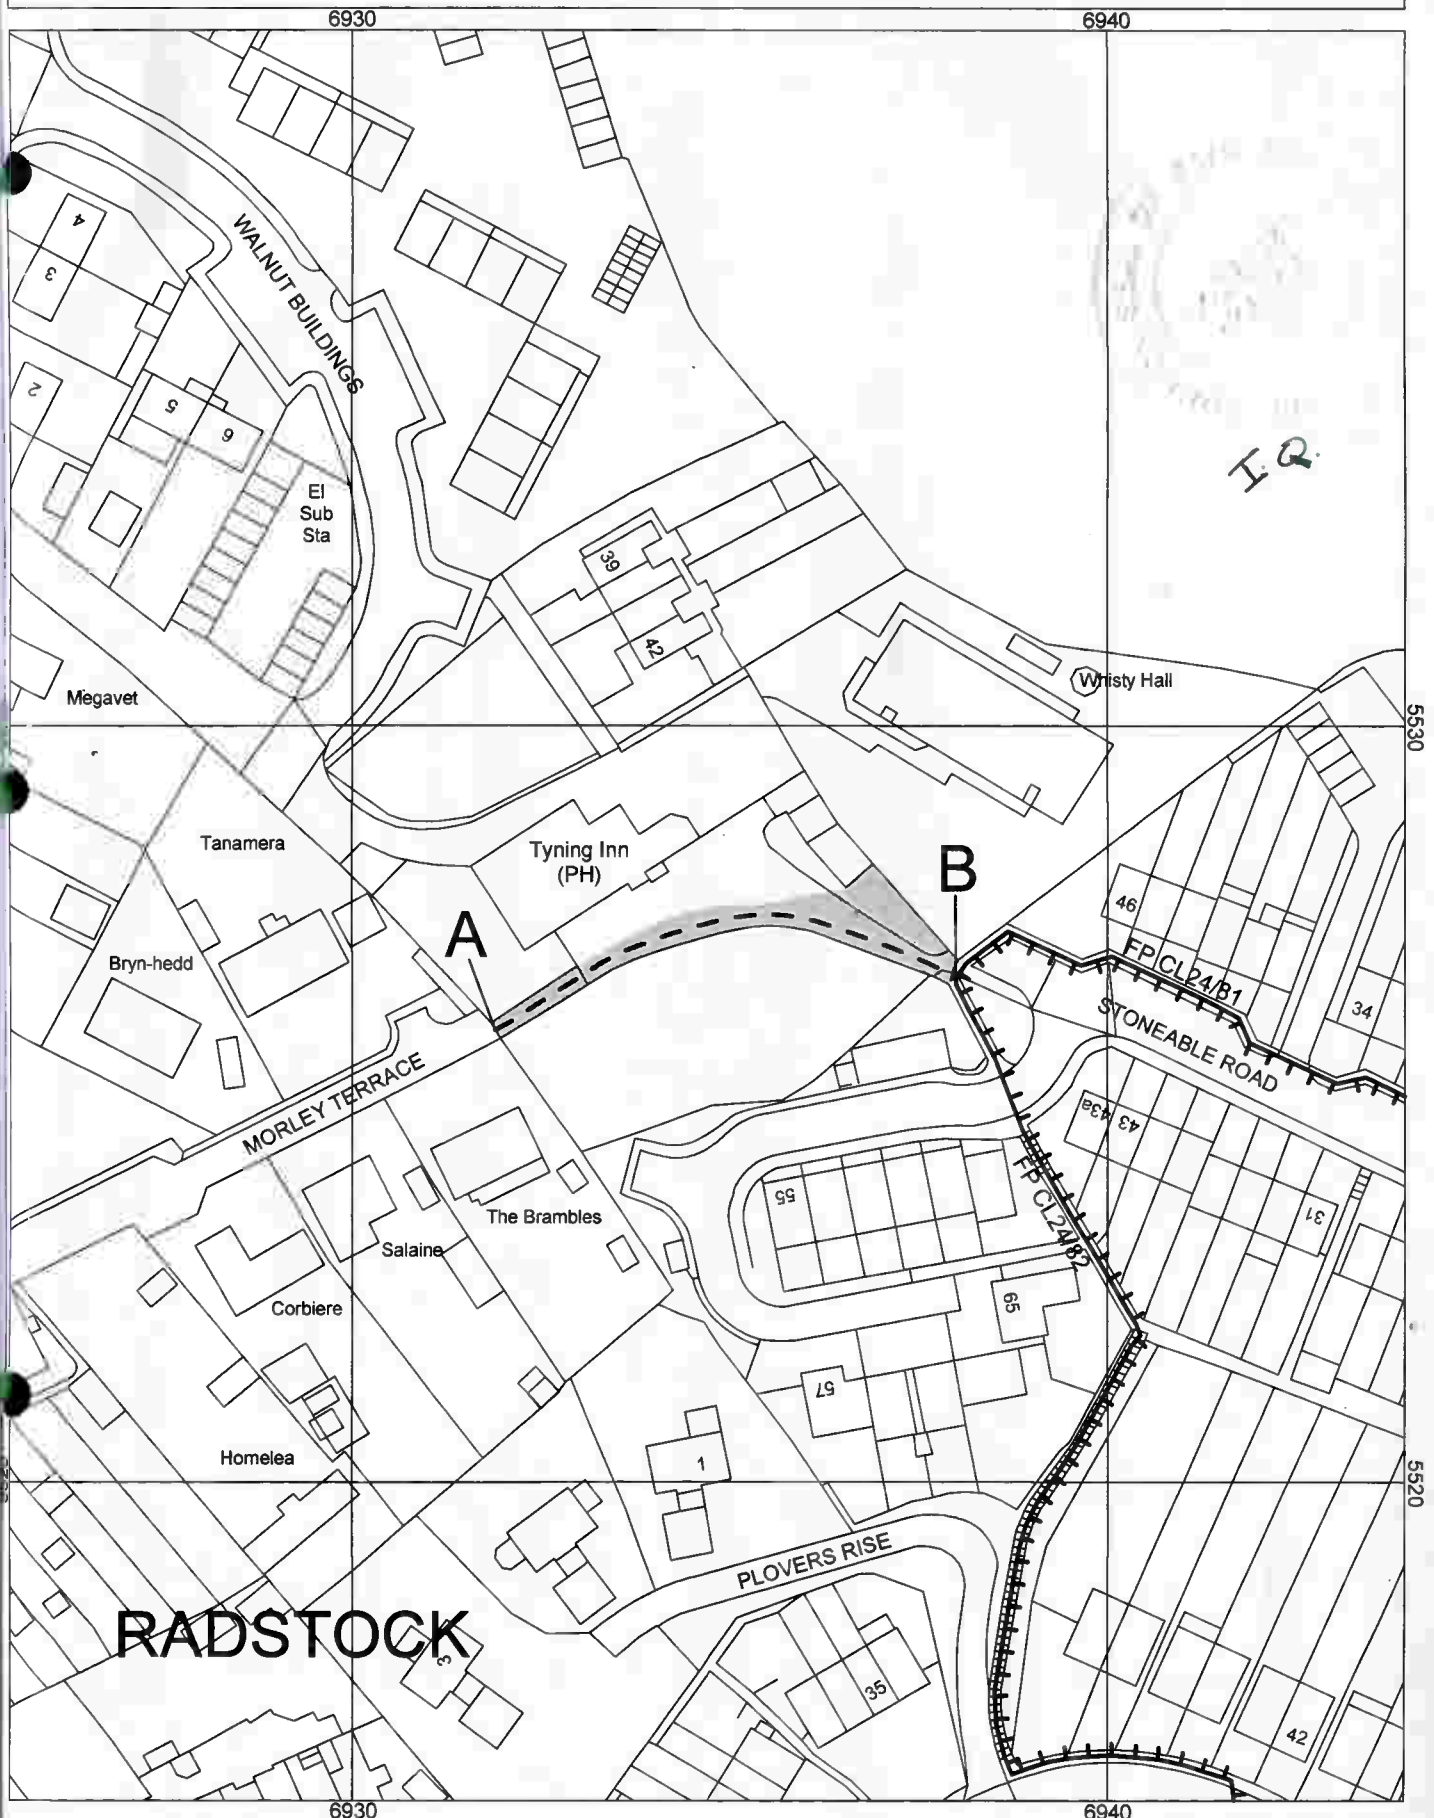 6930
6940
WALNUT BUILDINGS
4
3
2
5
6
El
Sub
Sta
I.Q.
39
42
Megavet
Whisty Hall
5530
Tanamera
Tyning Inn
(PH)
B
A
46
FP CL24/81
Bryn-hedd
STONEABLE ROAD
34
MORLEY TERRACE
43a
43
FP CL24/82
55
31
The Brambles
Salaine
Corbiere
65
57
Homelea
1
5520
PLOVERS RISE
RADSTOCK
3
35
42
6930
6940